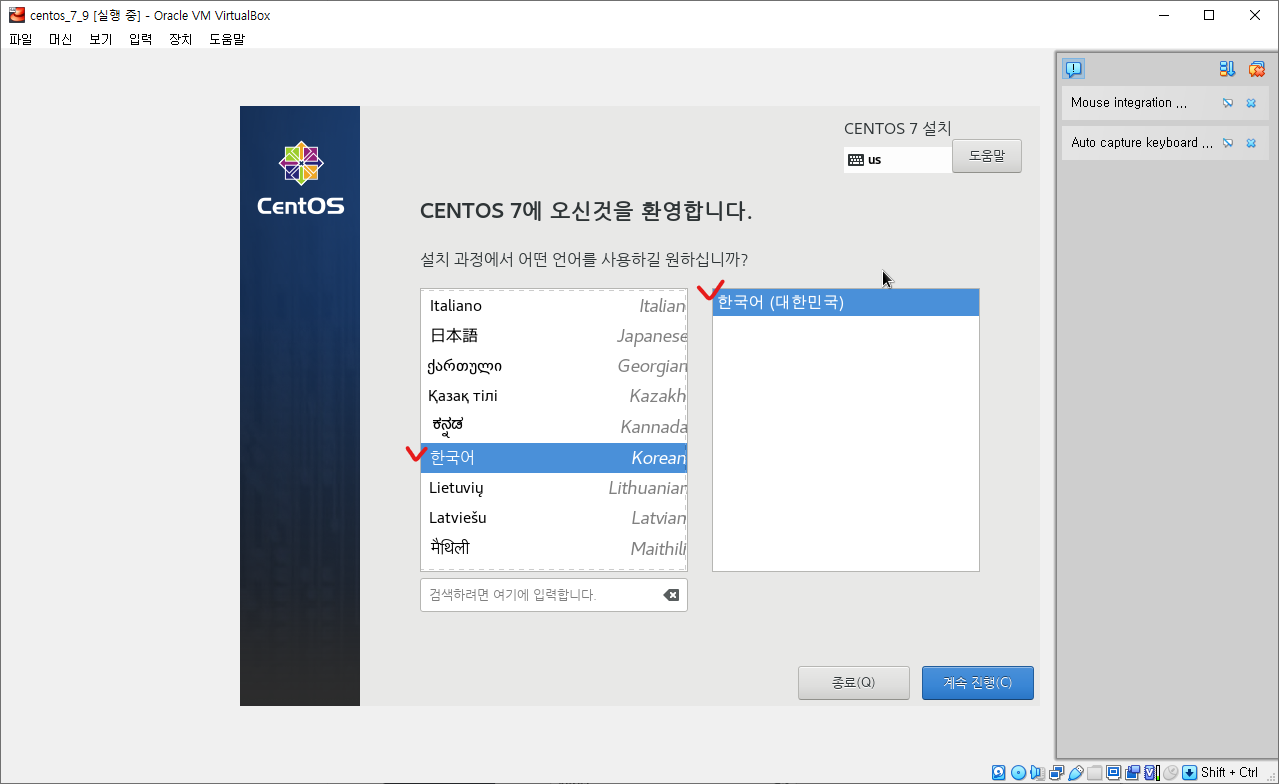 centos_7_9 [실행 중] - Oracle VM VirtualBox
파일 머신 보기 입력 장치 도움말
Mouse integration ...
Auto capture keyboard ...
CentOS
CENTOS 7 설치
us
도움말
CENTOS 7에 오신것을 환영합니다.
설치 과정에서 어떤 언어를 사용하길 원하십니까?
Italiano Italian
日本語 Japanese
ქართული Georgian
Қазақ тілі Kazakh
ಕನ್ನಡ Kannada
한국어 Korean
Lietuvių Lithuanian
Latviešu Latvian
मैथिली Maithili
한국어 (대한민국)
검색하려면 여기에 입력합니다.
종료(Q)
계속 진행(C)
Shift + Ctrl